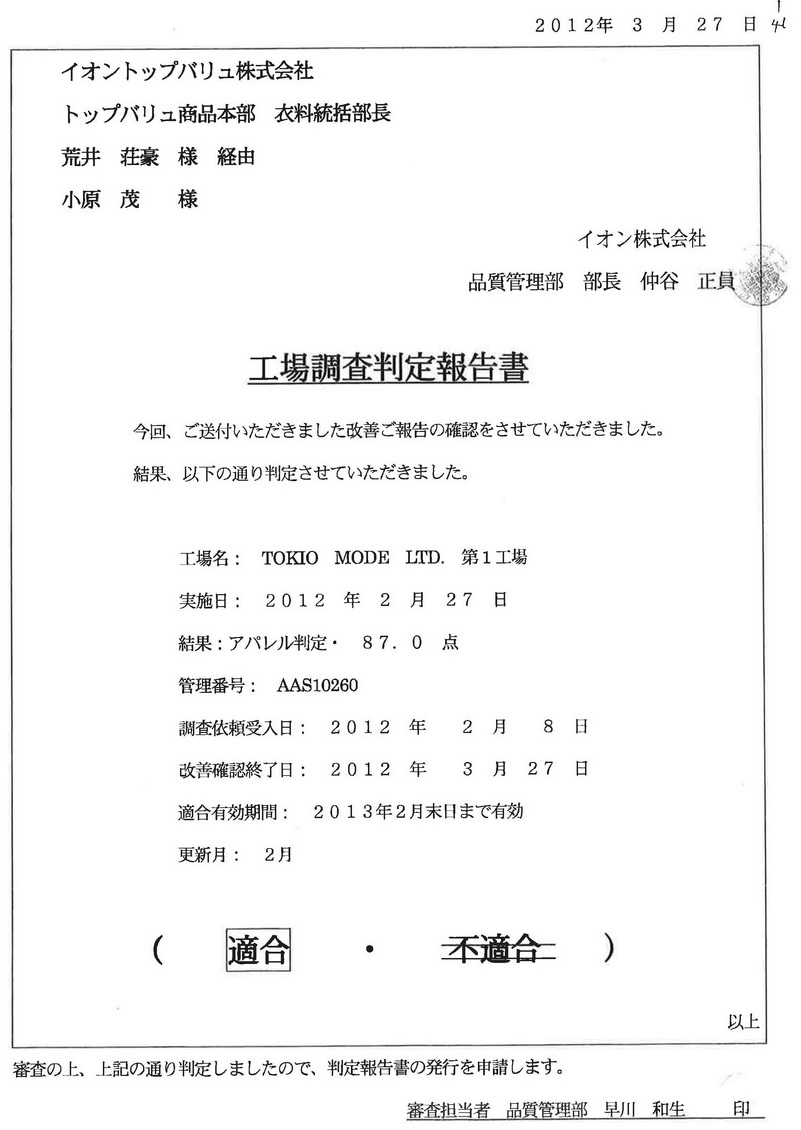 2012年 3 月 27 日
イオントップバリュ株式会社
トップバリュ商品本部 衣料統括部長
荒井 荘豪 様 経由
小原 茂 様
イオン株式会社
品質管理部 部長 仲谷 正員
工場調査判定報告書
今回、ご送付いただきました改善ご報告の確認をさせていただきました。
結果、以下の通り判定させていただきました。
工場名： TOKIO MODE LTD. 第1工場
実施日： 2012 年 2 月 27 日
結果：アパレル判定・ 87.0 点
管理番号： AAS10260
調査依頼受入日： 2012 年 2 月 8 日
改善確認終了日： 2012 年 3 月 27 日
適合有効期間： 2013年2月末日まで有効
更新月： 2月
（ 適合 ・ 不適合 ）
以上
審査の上、上記の通り判定しましたので、判定報告書の発行を申請します。
審査担当者 品質管理部 早川 和生 印